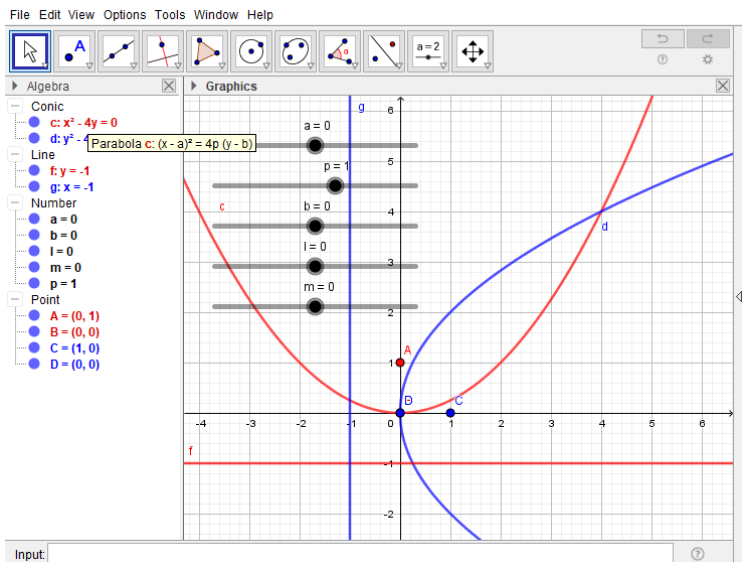 File Edit View Options Tools Window Help
A
α
a = 2
Algebra
Graphics
Conic
c: x² - 4y = 0
d: y² - 4
Parabola c: (x - a)² = 4p (y - b)
Line
f: y = -1
g: x = -1
Number
a = 0
b = 0
l = 0
m = 0
p = 1
Point
A = (0, 1)
B = (0, 0)
C = (1, 0)
D = (0, 0)
g
6
a = 0
5
p = 1
c
b = 0
4
d
l = 0
3
m = 0
2
1
A
D
C
-4 -3 -2 -1 0 1 2 3 4 5 6
f
-1
-2
Input: